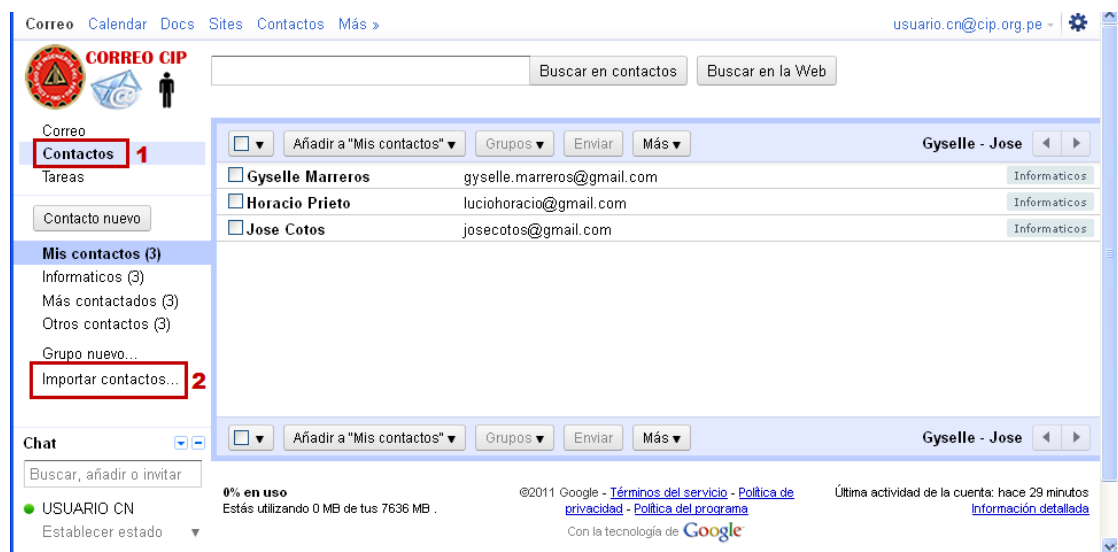 Correo Calendar Docs Sites Contactos Más »
usuario.cn@cip.org.pe
CORREO CIP
Buscar en contactos
Buscar en la Web
Correo
Contactos 1
Tareas
Contacto nuevo
Mis contactos (3)
Informaticos (3)
Más contactados (3)
Otros contactos (3)
Grupo nuevo...
Importar contactos... 2
Añadir a "Mis contactos" Grupos Enviar Más
Gyselle - Jose
Gyselle Marreros gyselle.marreros@gmail.com Informaticos
Horacio Prieto luciohoracio@gmail.com Informaticos
Jose Cotos josecotos@gmail.com Informaticos
Añadir a "Mis contactos" Grupos Enviar Más
Gyselle - Jose
Chat
Buscar, añadir o invitar
USUARIO CN
Establecer estado
0% en uso
Estás utilizando 0 MB de tus 7636 MB .
©2011 Google - Términos del servicio - Política de
privacidad - Política del programa
Con la tecnología de Google
Última actividad de la cuenta: hace 29 minutos
Información detallada